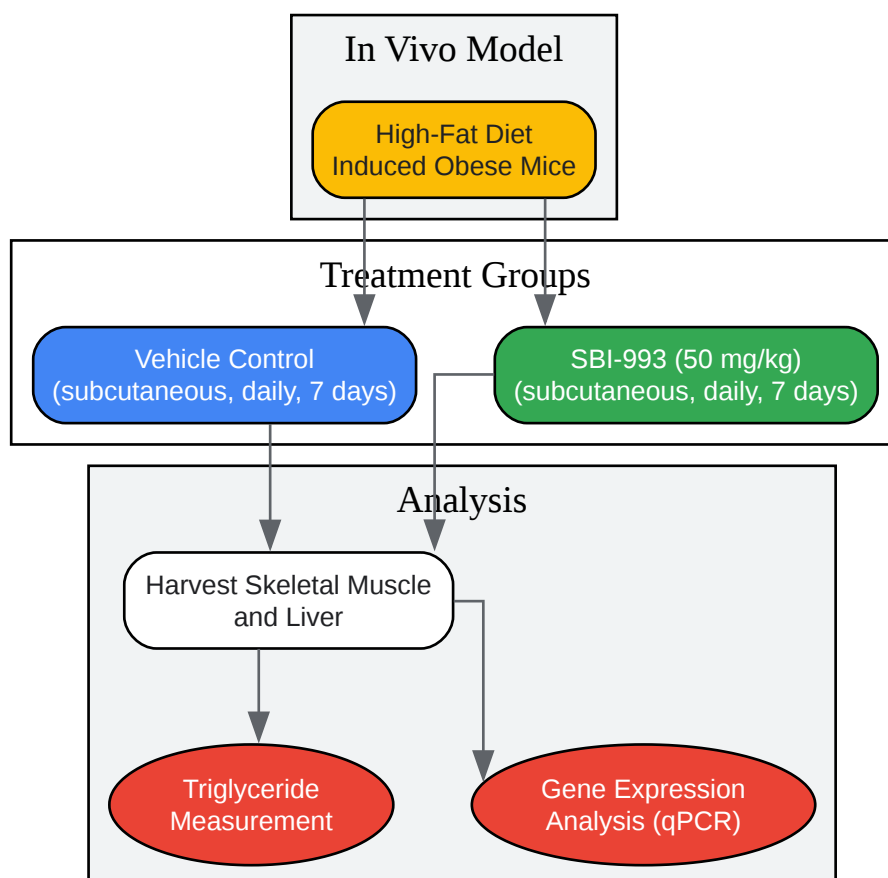 In Vivo Model
High-Fat Diet
Induced Obese Mice
Treatment Groups
Vehicle Control
(subcutaneous, daily, 7 days)
SBI-993 (50 mg/kg)
(subcutaneous, daily, 7 days)
Analysis
Harvest Skeletal Muscle
and Liver
Triglyceride
Measurement
Gene Expression
Analysis (qPCR)